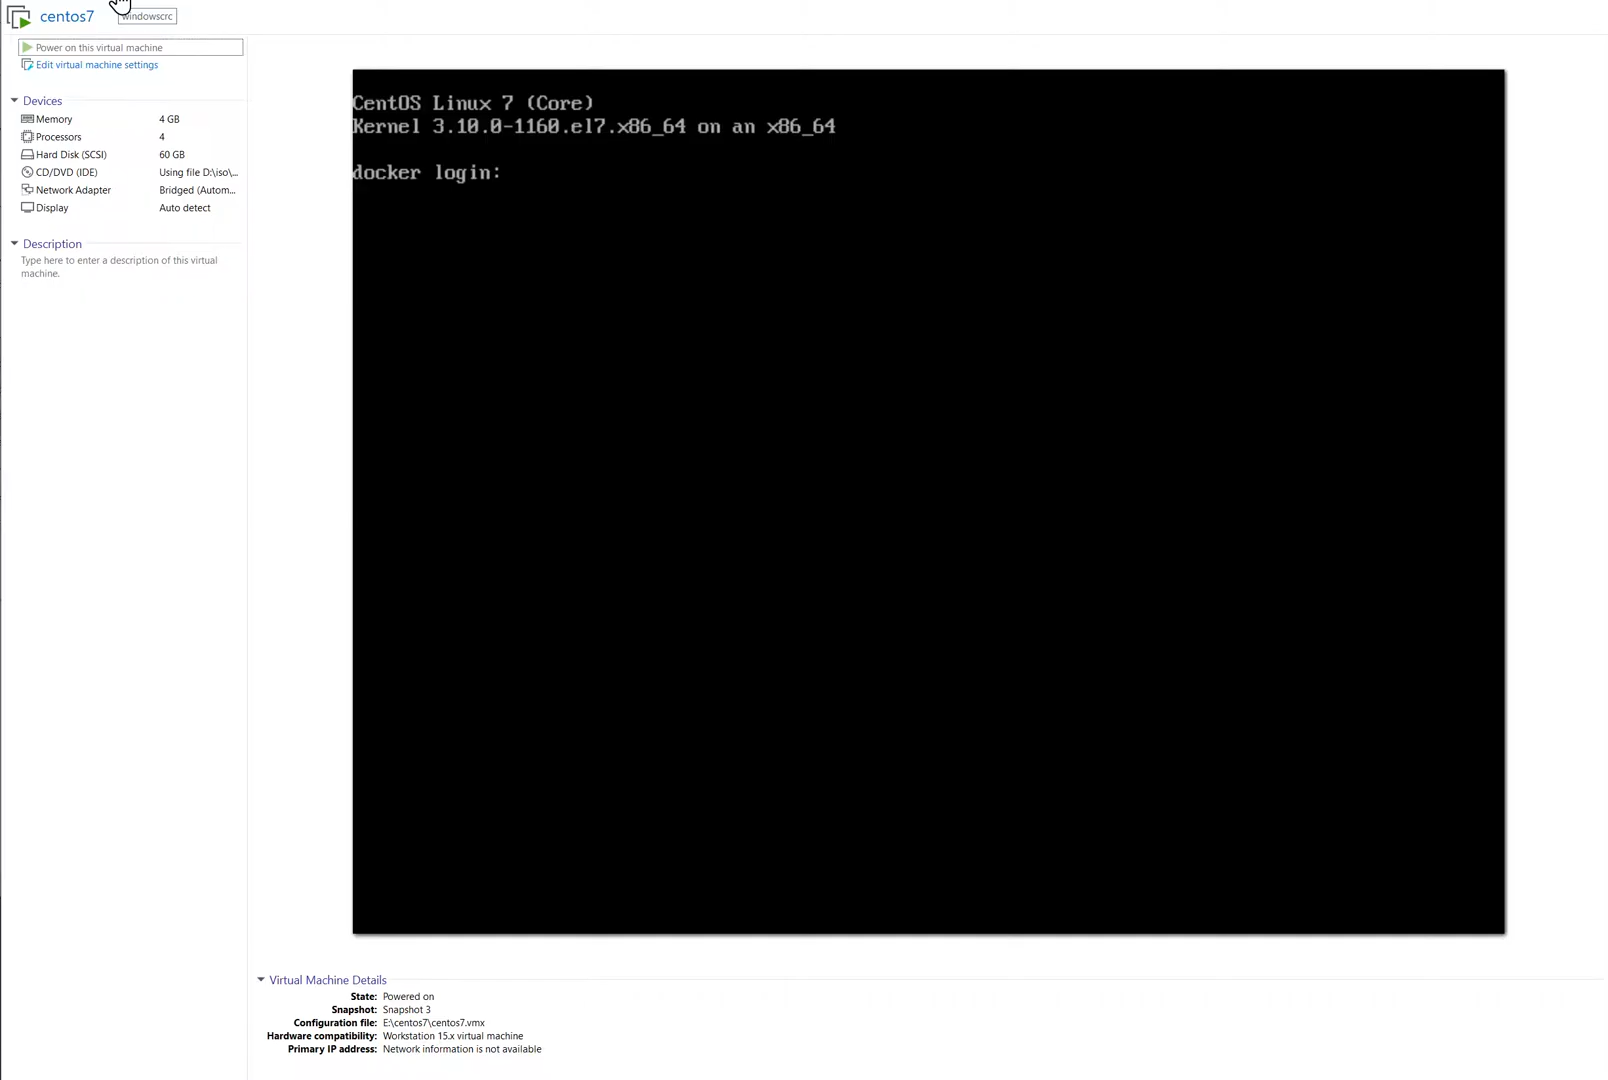 centos7
windowscrc
Power on this virtual machine
Edit virtual machine settings
Devices
Memory 4 GB
Processors 4
Hard Disk (SCSI) 60 GB
CD/DVD (IDE) Using file D:\iso\...
Network Adapter Bridged (Autom...
Display Auto detect
Description
Type here to enter a description of this virtual
machine.
CentOS Linux 7 (Core)
Kernel 3.10.0-1160.el7.x86_64 on an x86_64
docker login:
Virtual Machine Details
State: Powered on
Snapshot: Snapshot 3
Configuration file: E:\centos7\centos7.vmx
Hardware compatibility: Workstation 15.x virtual machine
Primary IP address: Network information is not available